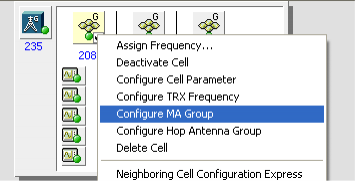 G
G
235
208
Assign Frequency...
Deactivate Cell
Configure Cell Parameter
Configure TRX Frequency
Configure MA Group
Configure Hop Antenna Group
Delete Cell
Neighboring Cell Configuration Express